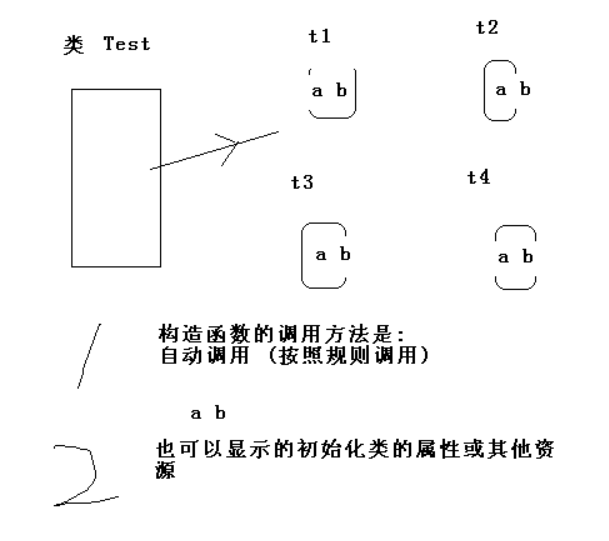 类 Test
t1
t2
a b
a b
t3
t4
a b
a b
1
构造函数的调用方法是:
自动调用 (按照规则调用)
a b
2
也可以显示的初始化类的属性或其他资
源